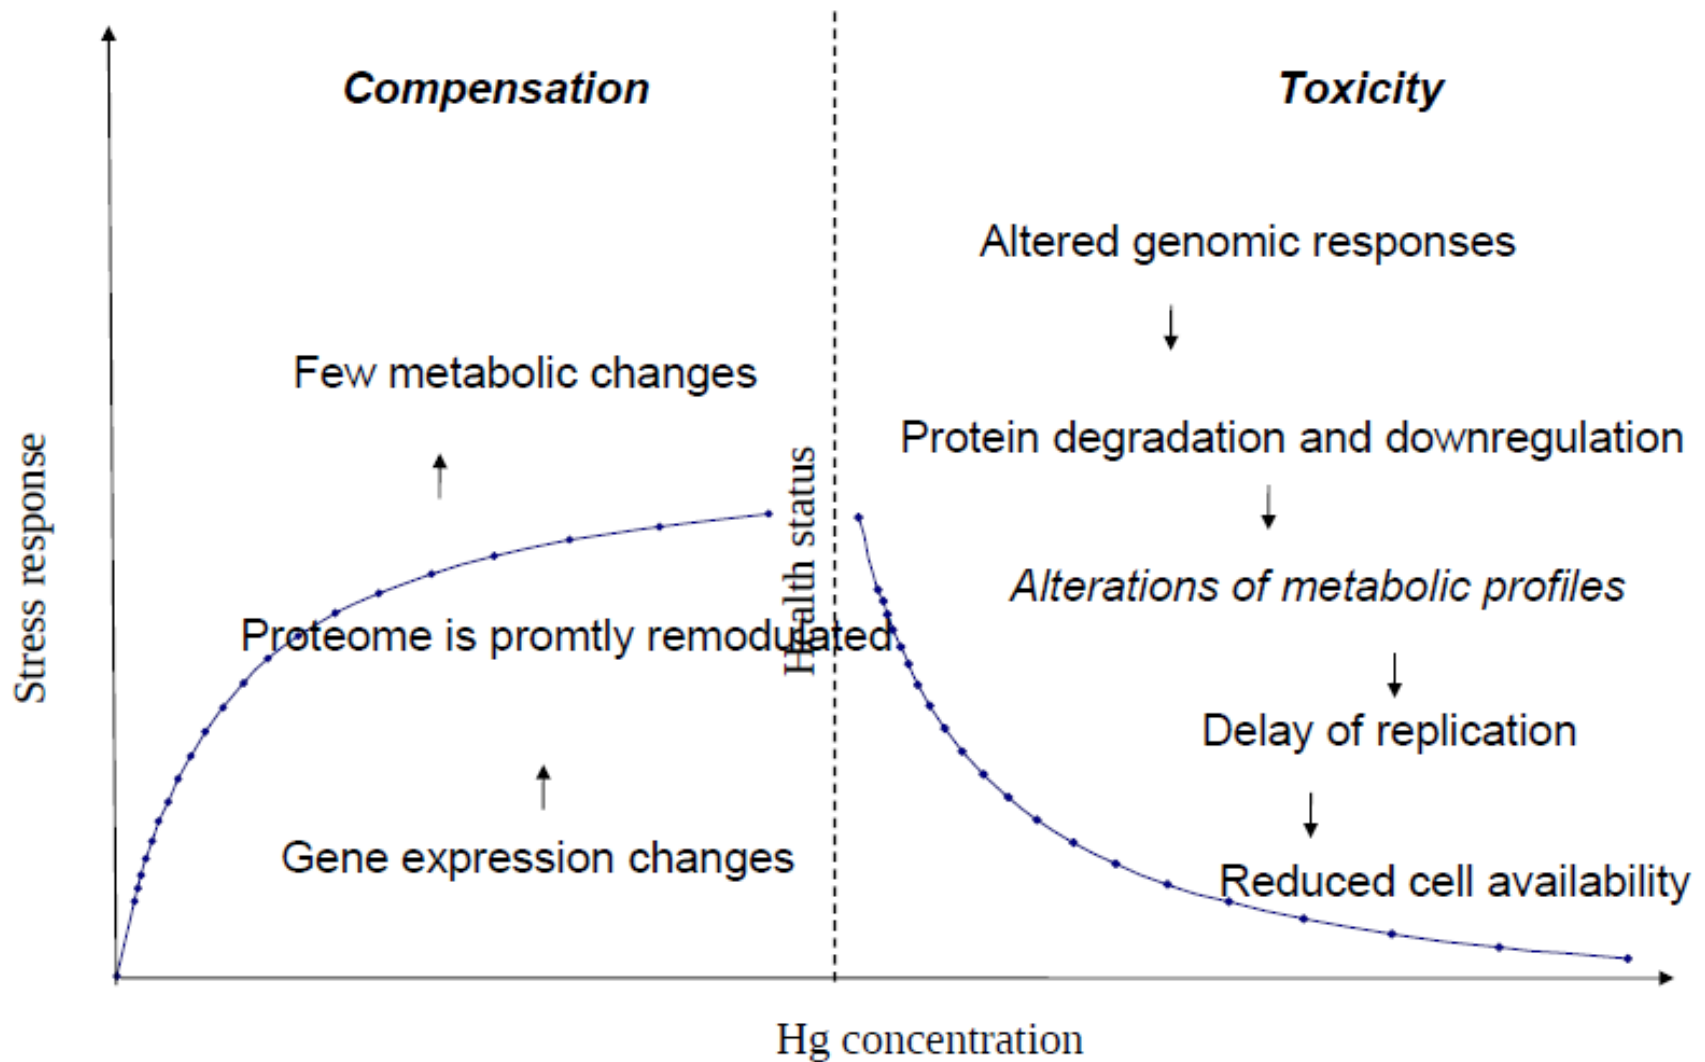 Compensation
Toxicity
Altered genomic responses
Few metabolic changes
Protein degradation and downregulation
Stress response
Health status
Alterations of metabolic profiles
Proteome is promtly remodulated
Delay of replication
Gene expression changes
Reduced cell availability
Hg concentration